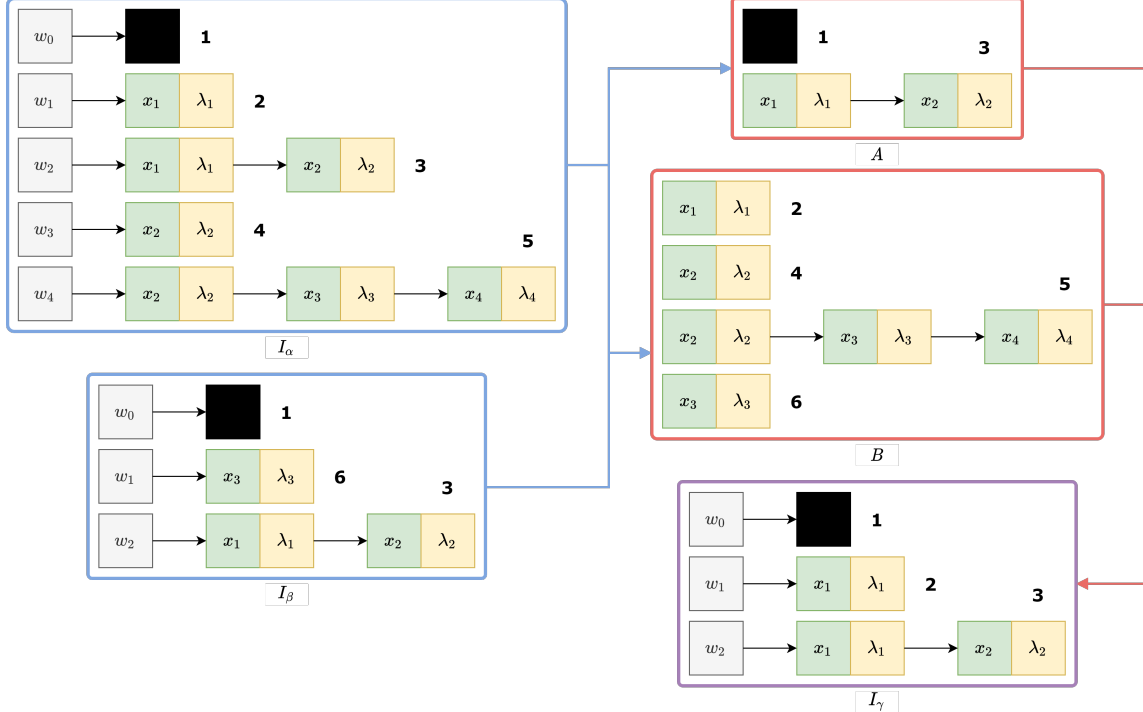 w₀ 1
w₁ x₁ λ₁ 2
w₂ x₁ λ₁ x₂ λ₂ 3
w₃ x₂ λ₂ 4
5
w₄ x₂ λ₂ x₃ λ₃ x₄ λ₄
I_α
w₀ 1
w₁ x₃ λ₃ 6
3
w₂ x₁ λ₁ x₂ λ₂
I_β
1
3
x₁ λ₁ x₂ λ₂
A
x₁ λ₁ 2
x₂ λ₂ 4
5
x₂ λ₂ x₃ λ₃ x₄ λ₄
x₃ λ₃ 6
B
w₀ 1
w₁ x₁ λ₁ 2
3
w₂ x₁ λ₁ x₂ λ₂
I_γ